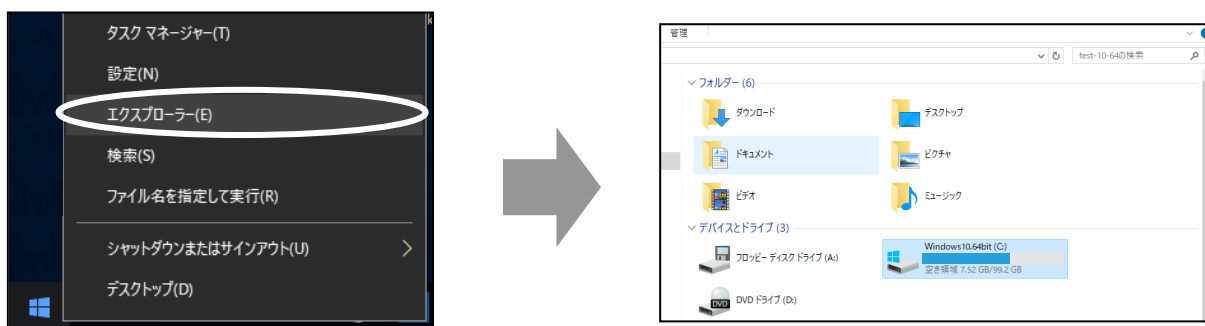 タスク マネージャー(T)
設定(N)
エクスプローラー(E)
検索(S)
ファイル名を指定して実行(R)
シャットダウンまたはサインアウト(U)
デスクトップ(D)
管理
test-10-64の検索
フォルダー (6)
ダウンロード
デスクトップ
ドキュメント
ピクチャ
ビデオ
ミュージック
デバイスとドライブ (3)
フロッピー ディスク ドライブ (A:)
Windows10.64bit (C:)
空き領域 7.52 GB/99.2 GB
DVD
DVD ドライブ (D:)